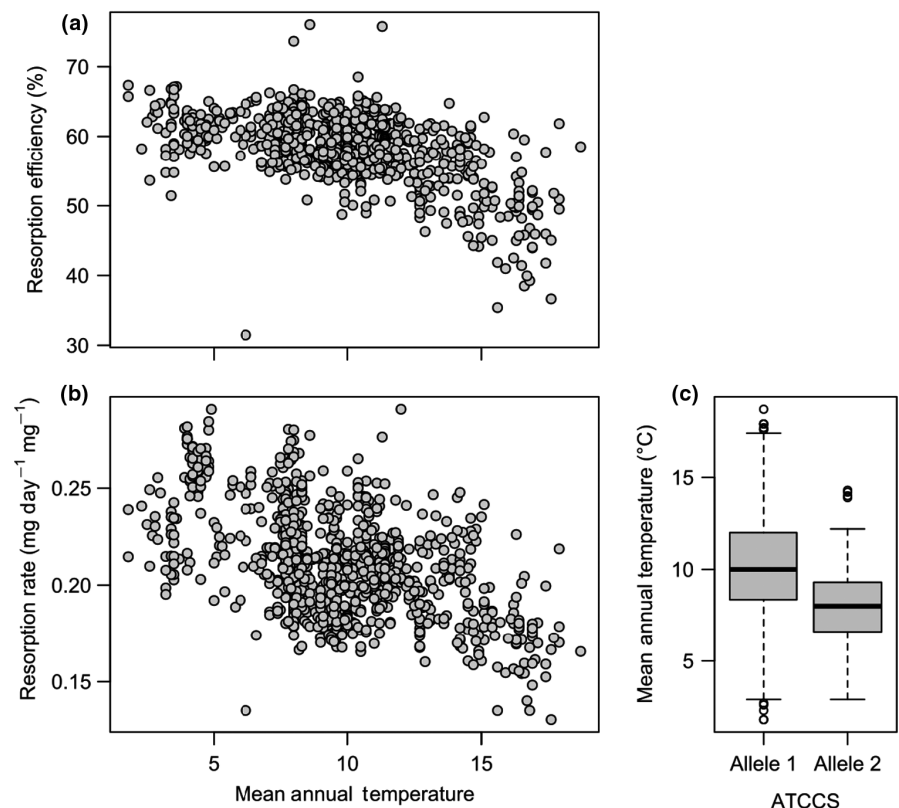 (a)
Resorption efficiency (%)
70
60
50
40
30
(b)
Resorption rate (mg day⁻¹ mg⁻¹)
0.25
0.20
0.15
5
10
15
Mean annual temperature
(c)
Mean annual temperature (°C)
15
10
5
Allele 1
Allele 2
ATCCS